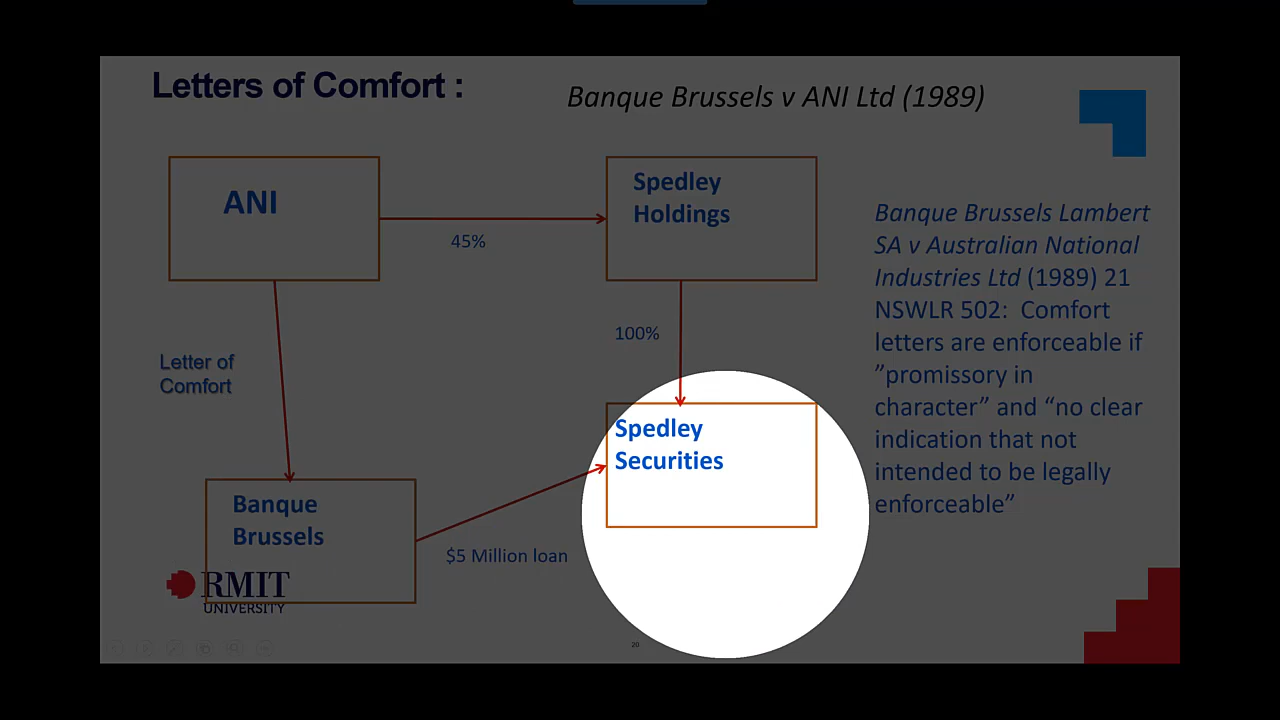 Letters of Comfort :
Banque Brussels v ANI Ltd (1989)
ANI
45%
Spedley
Holdings
100%
Letter of
Comfort
Spedley
Securities
Banque
Brussels
$5 Million loan
Banque Brussels Lambert
SA v Australian National
Industries Ltd (1989) 21
NSWLR 502:  Comfort
letters are enforceable if
”promissory in
character” and “no clear
indication that not
intended to be legally
enforceable”
RMIT
UNIVERSITY
20